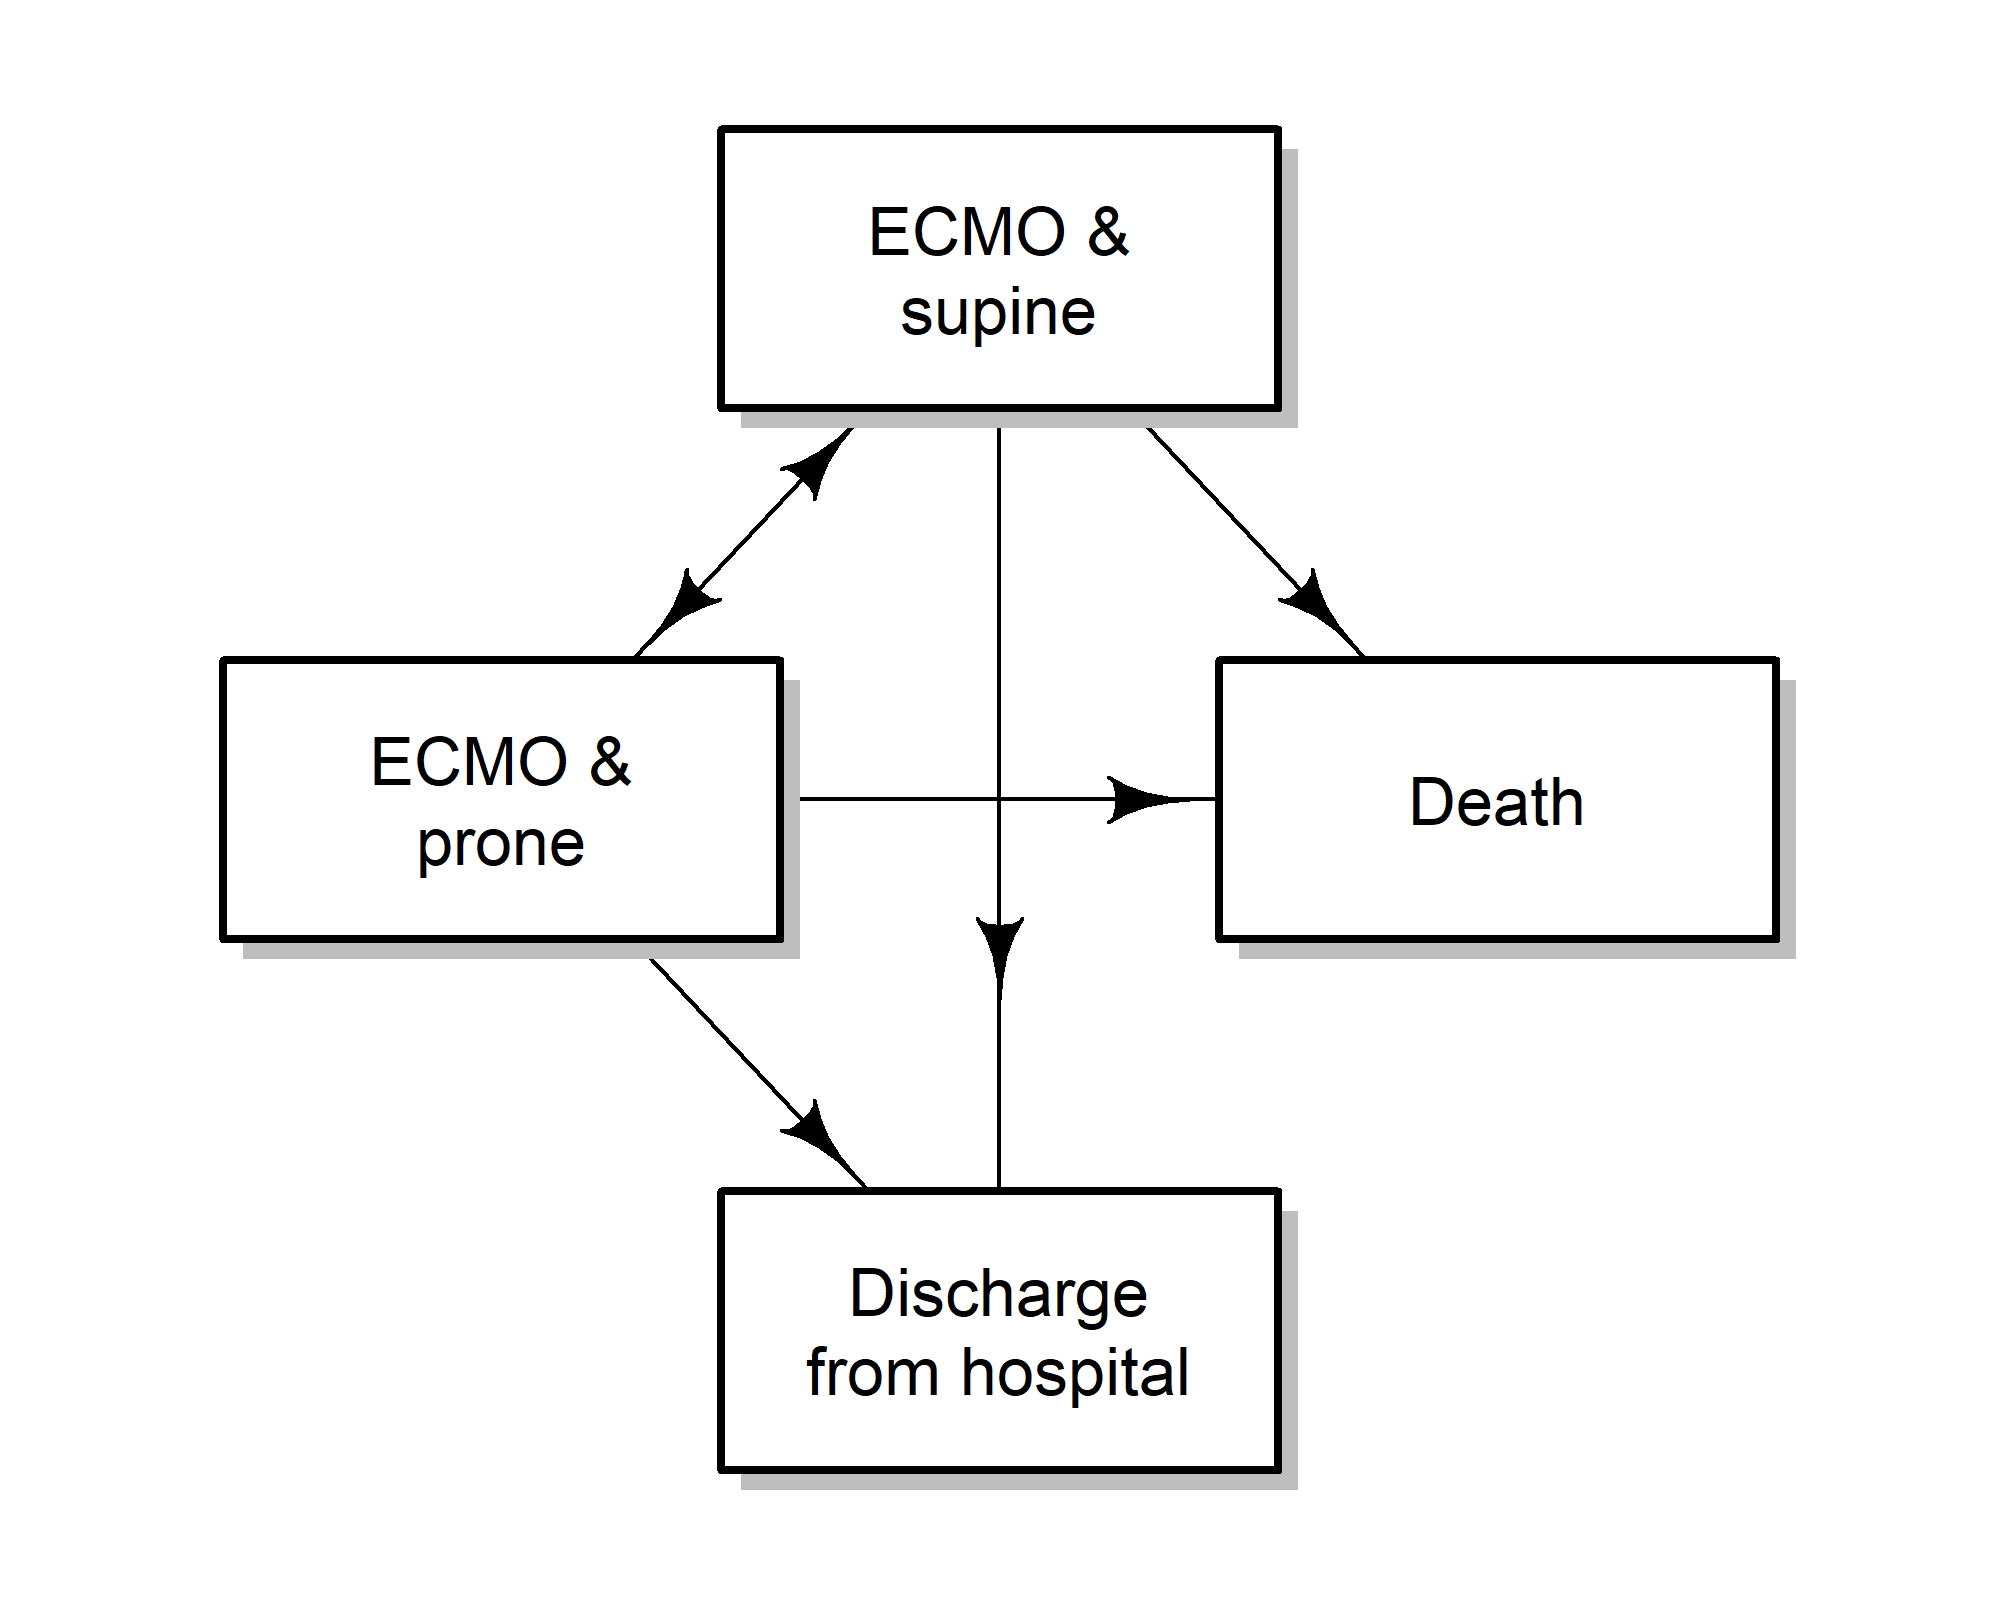 ECMO &
supine
ECMO &
prone
Death
Discharge
from hospital